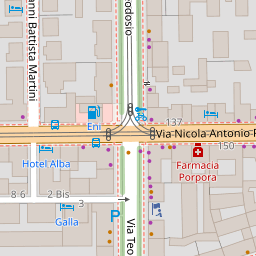 odosio
nni Battista Martini
Eni
137
Via Nicola Antonio P
150
Hotel Alba
Farmacia
Porpora
8 6
2 Bis
3
P
Galla
Via Teo